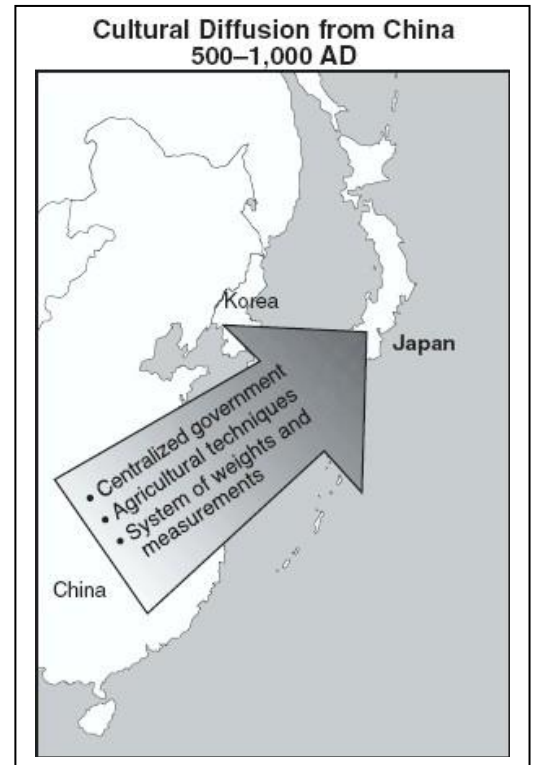 Cultural Diffusion from China
500–1,000 AD
Korea
Japan
• Centralized government
• Agricultural techniques
• System of weights and
measurements
China